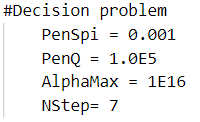 #Decision problem
PenSpi = 0.001
PenQ = 1.0E5
AlphaMax = 1E16
NStep= 7